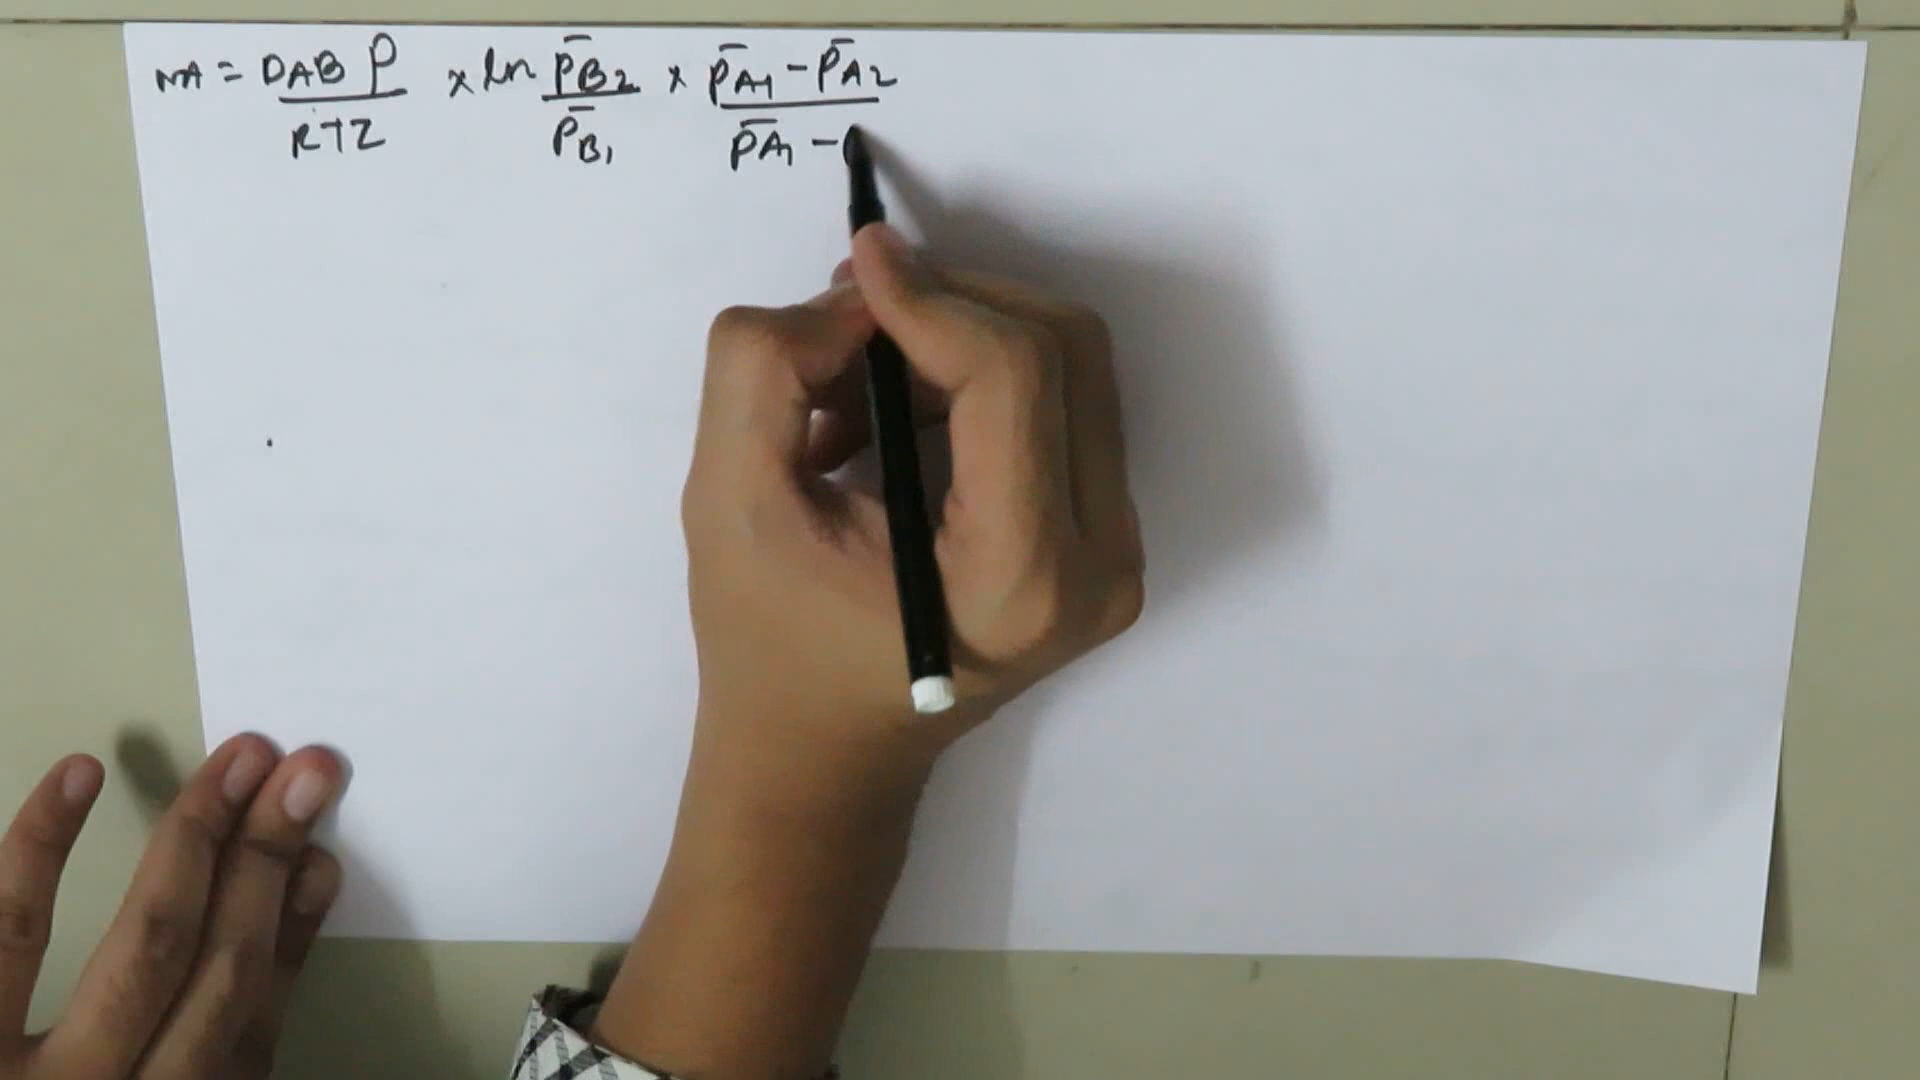 NA = DAB P / RTZ × ln p̄B2 / p̄B1 × p̄A1 - p̄A2 / p̄A1 -